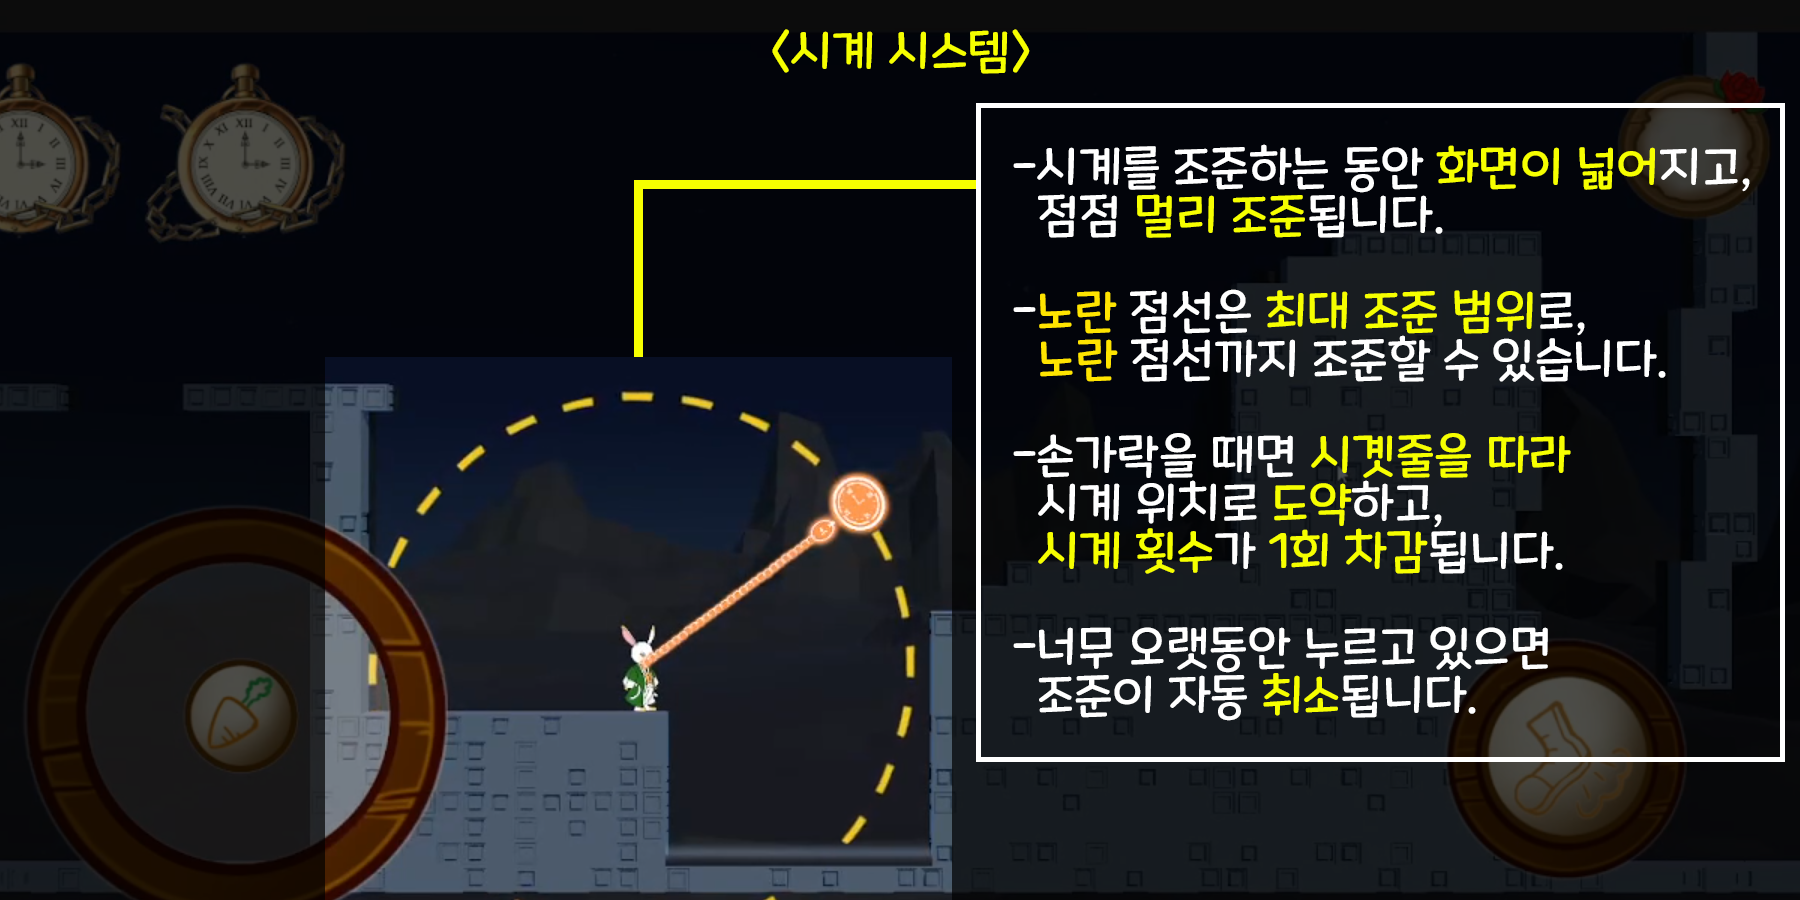 <시계 시스템>
-시계를 조준하는 동안 화면이 넓어지고,
점점 멀리 조준됩니다.
-노란 점선은 최대 조준 범위로,
노란 점선까지 조준할 수 있습니다.
-손가락을 때면 시곗줄을 따라
시계 위치로 도약하고,
시계 횟수가 1회 차감됩니다.
-너무 오랫동안 누르고 있으면
조준이 자동 취소됩니다.